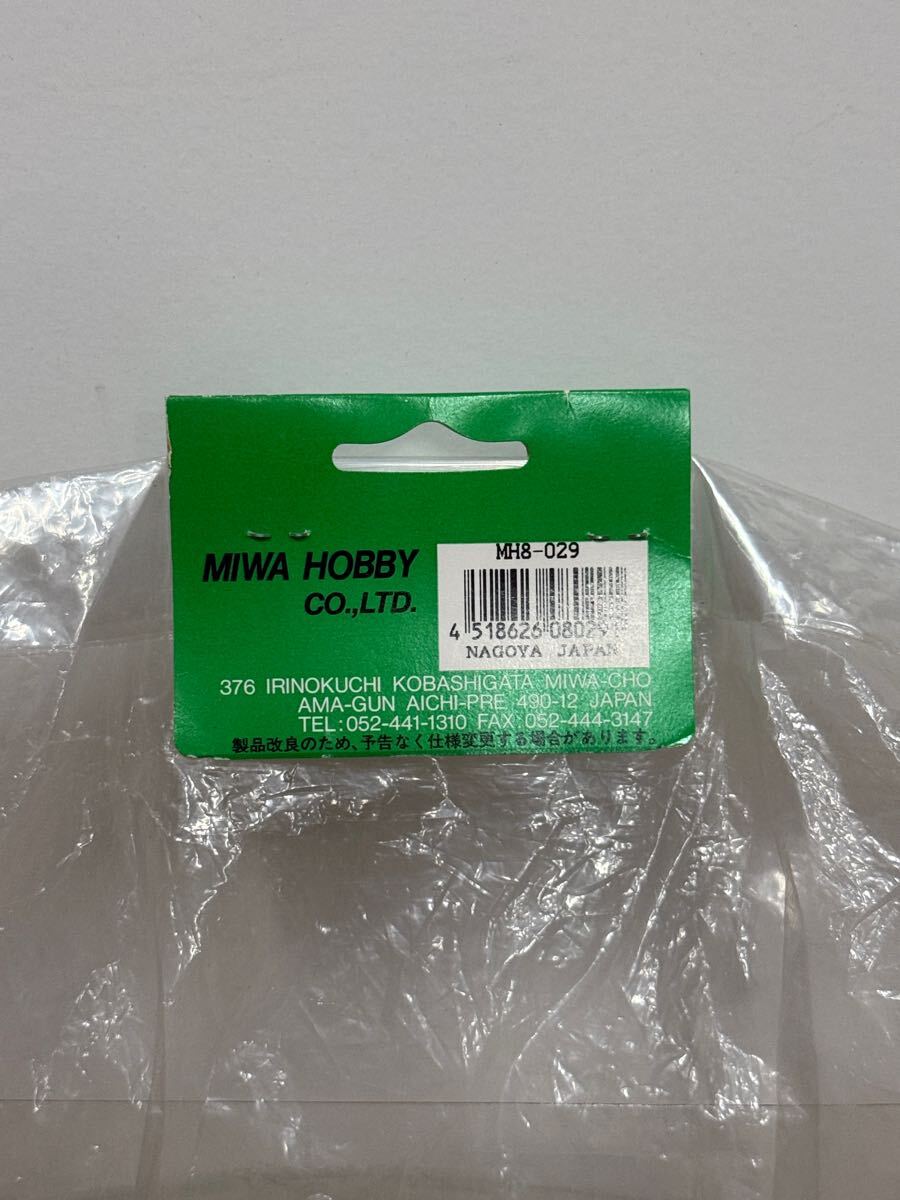 MIWA HOBBY
CO.,LTD.
MH8-029
4 518626 080291
NAGOYA JAPAN
376 IRINOKUCHI KOBASHIGATA MIWA-CHO
AMA-GUN AICHI-PRE 490-12 JAPAN
TEL:052-441-1310 FAX 052-444-3147
製品改良のため、予告なく仕様変更する場合があります。